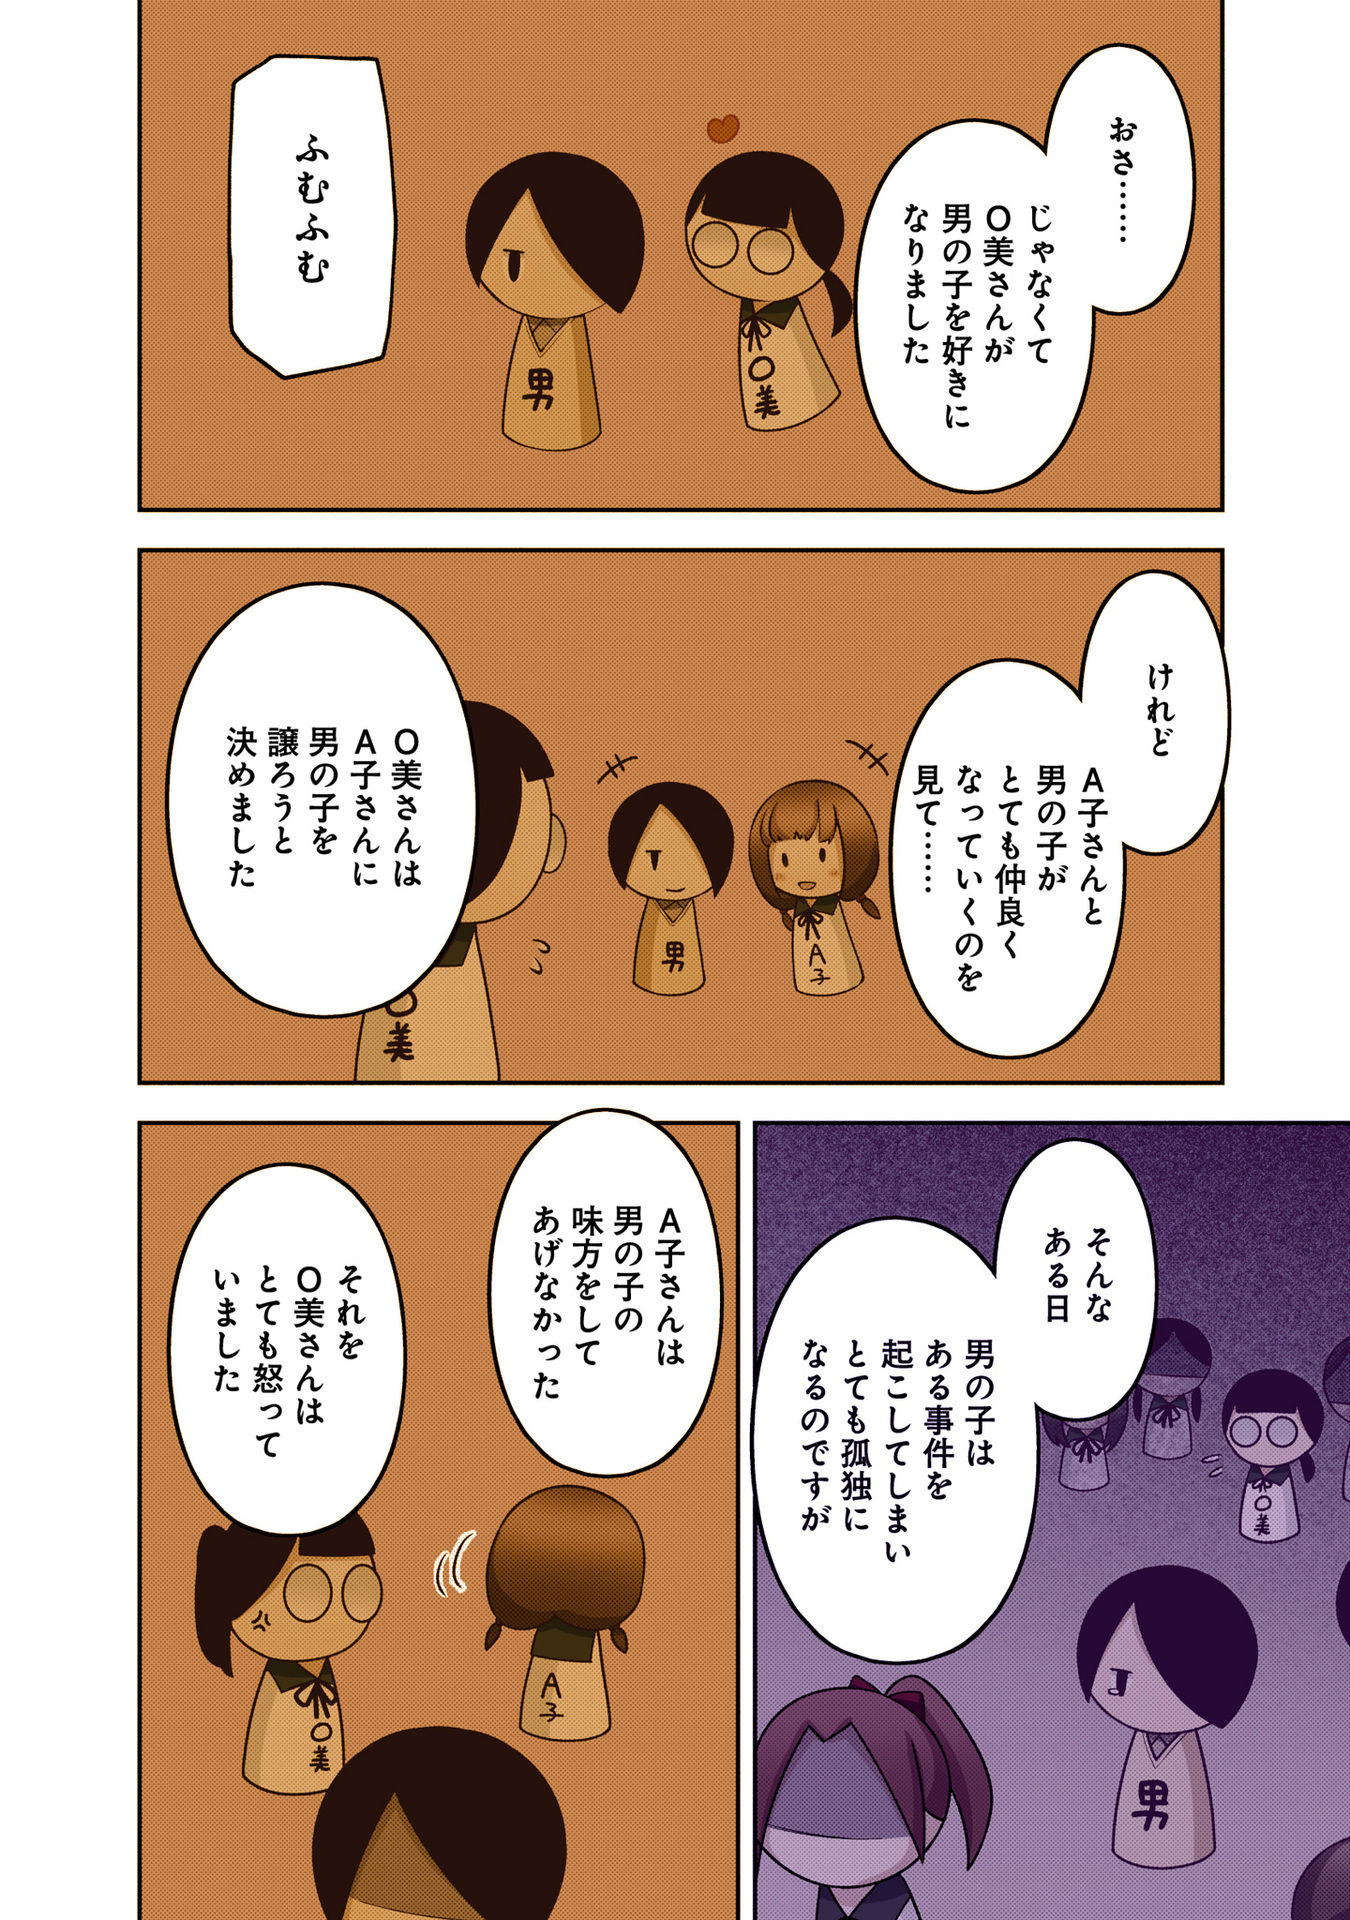 おさ……
じゃなくて
O美さんが
男の子を好きに
なりました
ふむふむ
O美
男
けれど
A子さんと
男の子が
とても仲良く
なっていくのを
見て……
O美さんは
A子さんに
男の子を
譲ろうと
決めました
A子
男
O美
そんな
ある日
男の子は
ある事件を
起こしてしまい
とても孤独に
なるのですが
O美
男
A子さんは
男の子の
味方をして
あげなかった
それを
O美さんは
とても怒って
いました
A子
O美